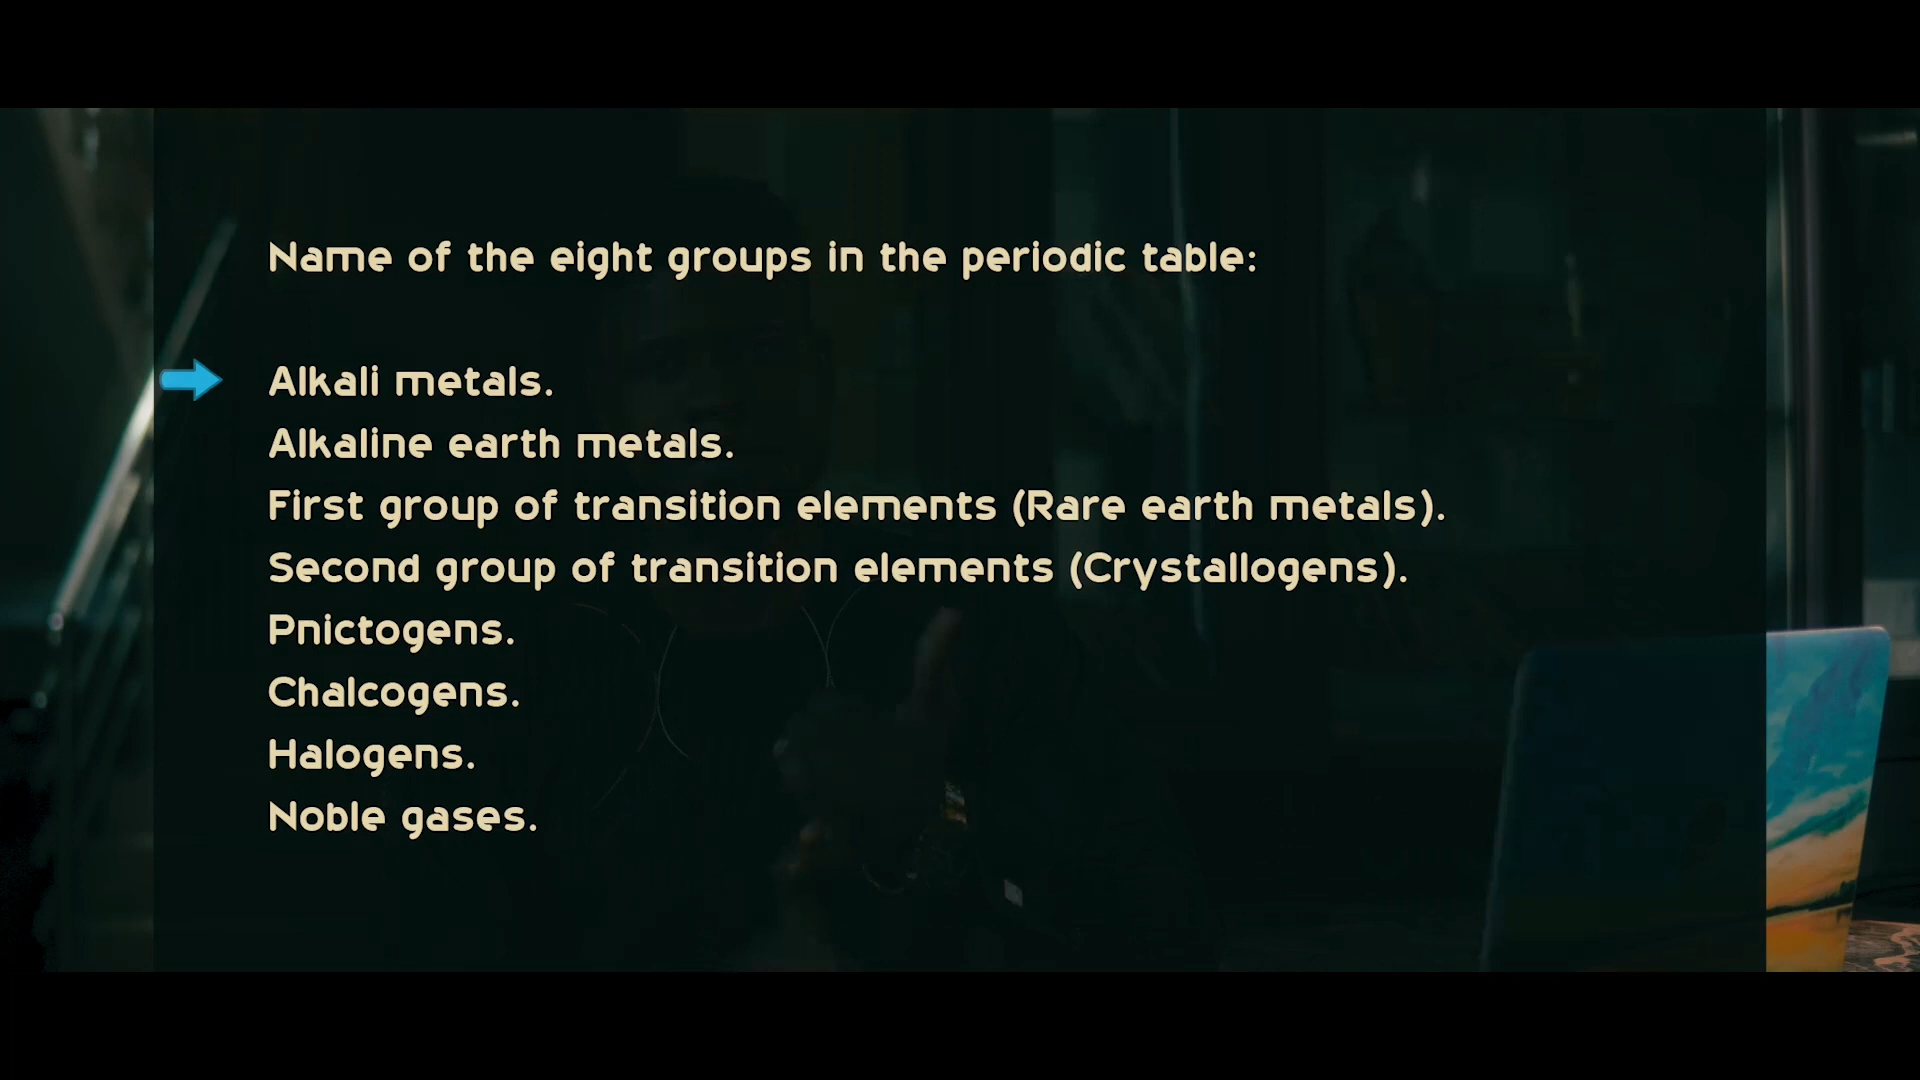 Name of the eight groups in the periodic table:
Alkali metals.
Alkaline earth metals.
First group of transition elements (Rare earth metals).
Second group of transition elements (Crystallogens).
Pnictogens.
Chalcogens.
Halogens.
Noble gases.